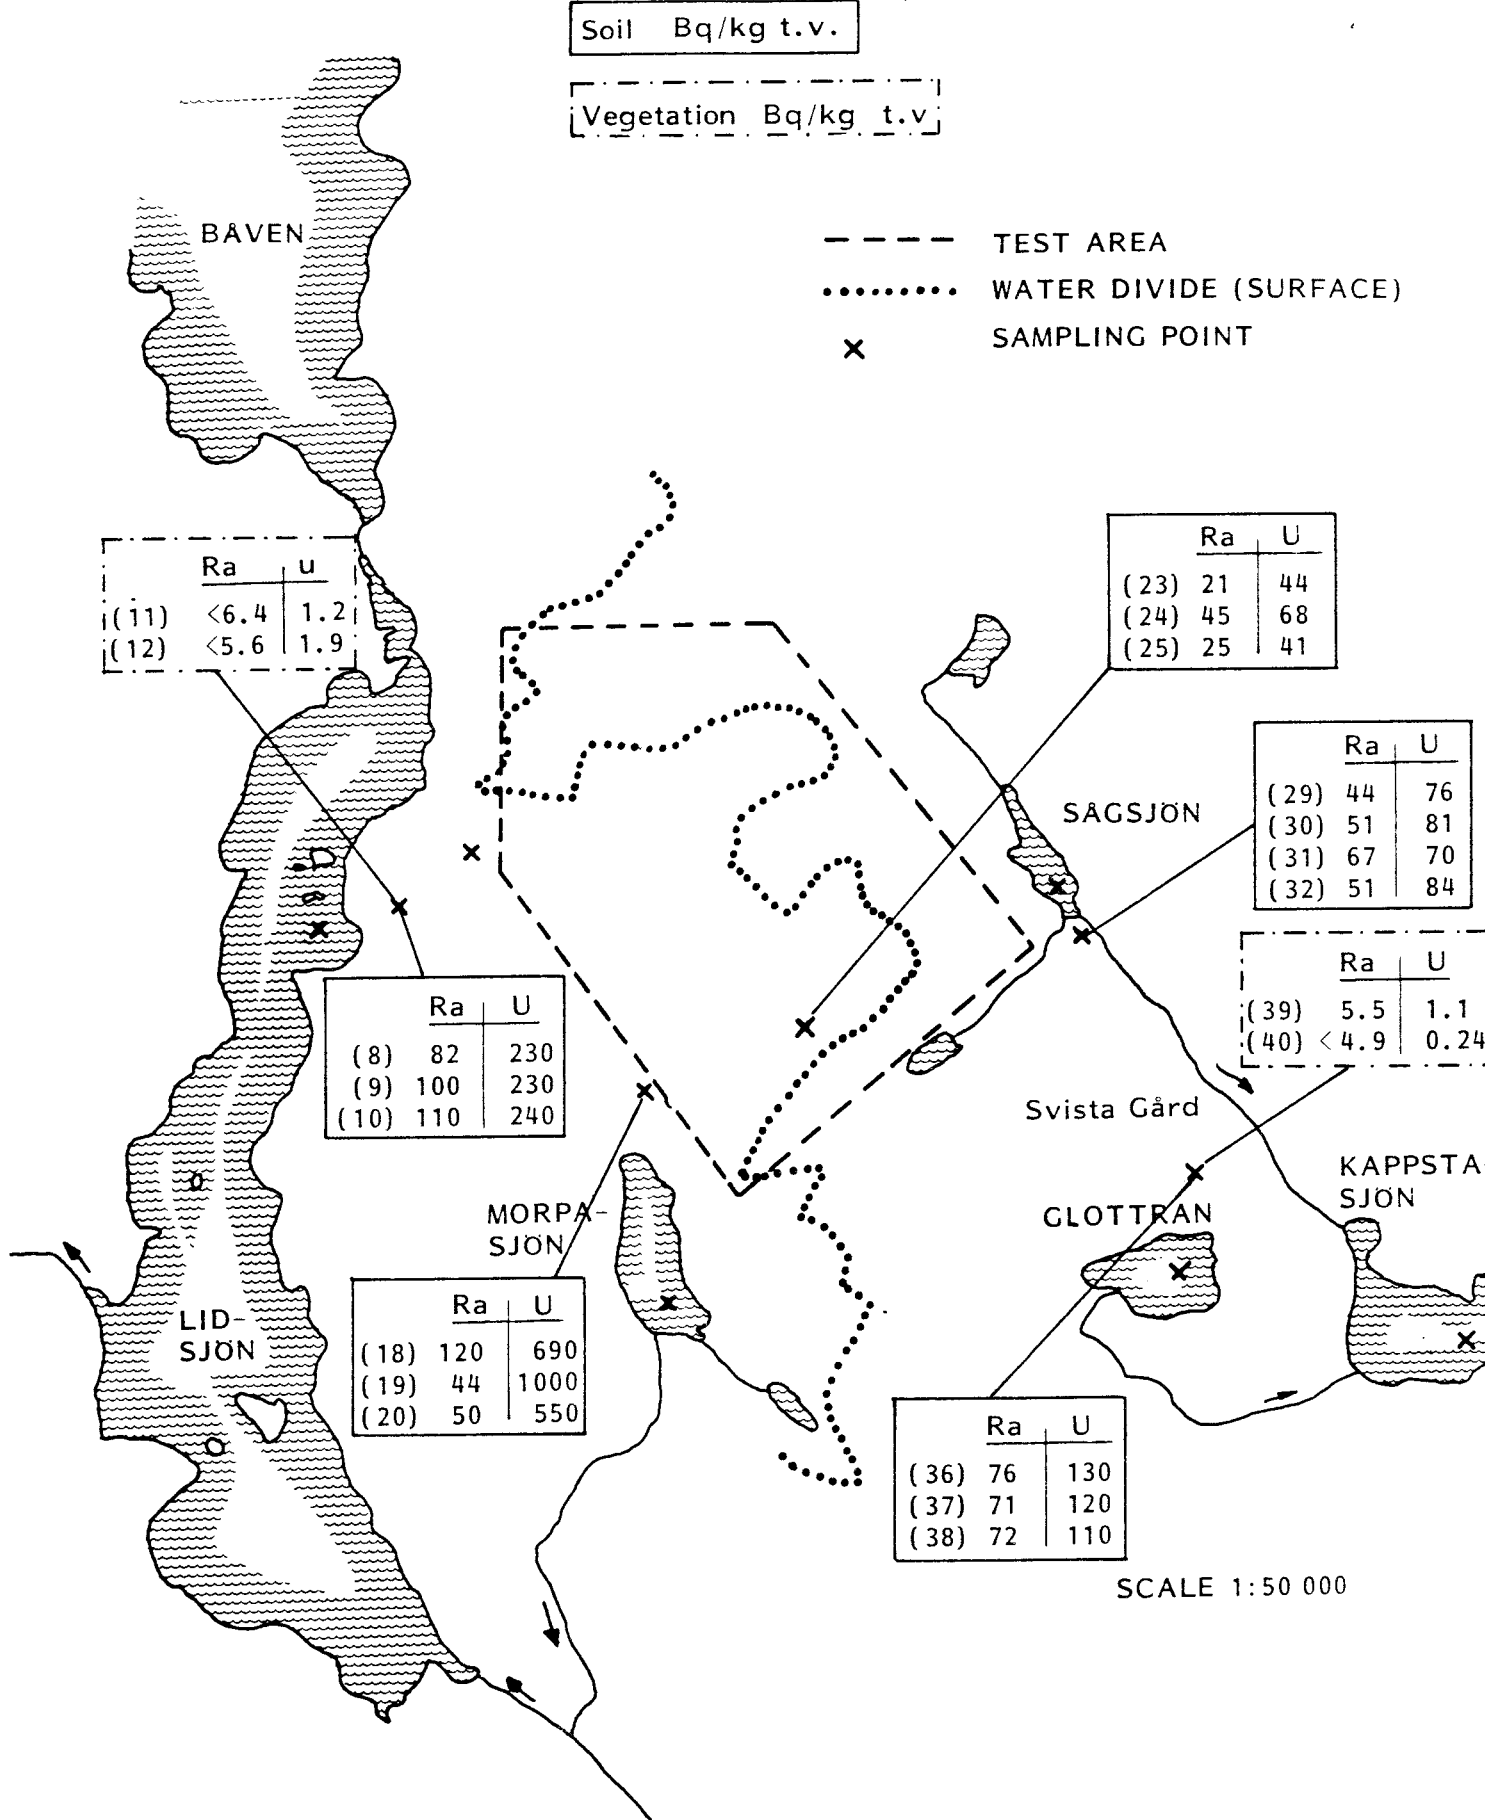 Soil Bq/kg t.v.
Vegetation Bq/kg t.v
BÅVEN
TEST AREA
WATER DIVIDE (SURFACE)
SAMPLING POINT
Ra U
(23) 21 44
(24) 45 68
(25) 25 41
Ra u
(11) <6.4 1.2
(12) <5.6 1.9
Ra U
(29) 44 76
(30) 51 81
(31) 67 70
(32) 51 84
SÅGSJÖN
Ra U
(39) 5.5 1.1
(40) <4.9 0.24
Ra U
(8) 82 230
(9) 100 230
(10) 110 240
Svista Gård
KAPPSTA-
SJÖN
GLOTTRAN
MORPA-
SJÖN
LID-
SJÖN
Ra U
(18) 120 690
(19) 44 1000
(20) 50 550
Ra U
(36) 76 130
(37) 71 120
(38) 72 110
SCALE 1:50 000